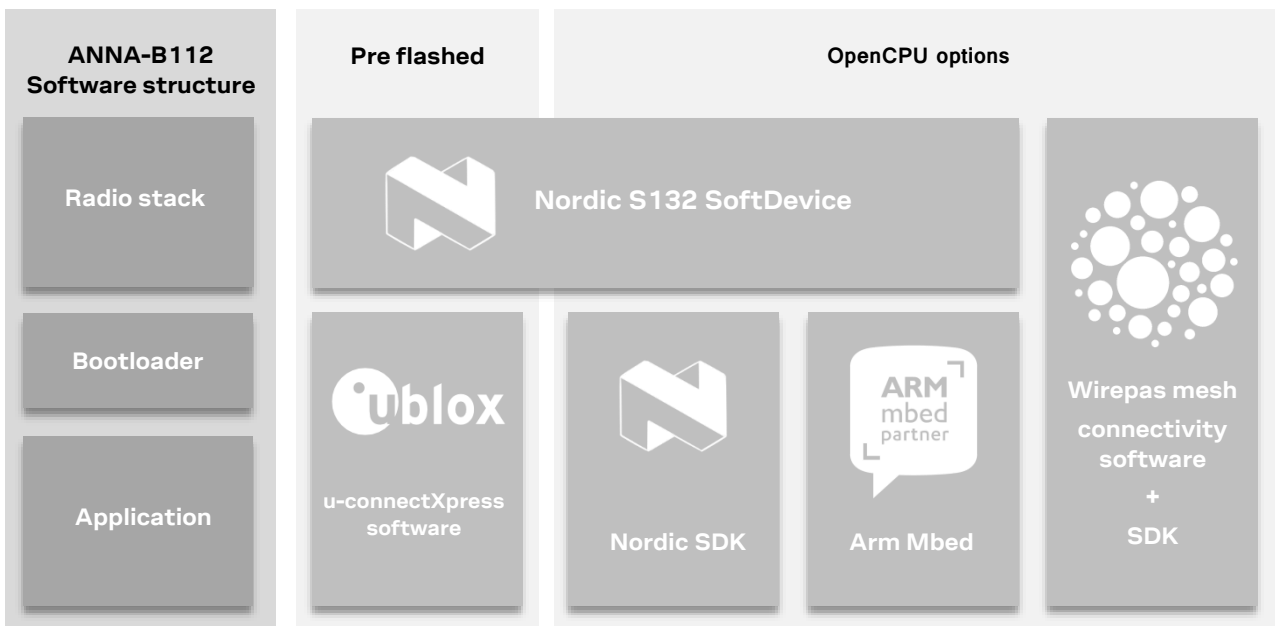 ANNA-B112
Software structure
Pre flashed
OpenCPU options
Radio stack
Nordic S132 SoftDevice
Bootloader
Application
ublox
u-connectXpress
software
Nordic SDK
ARM
mbed
partner
Arm Mbed
Wirepas mesh
connectivity
software
+
SDK